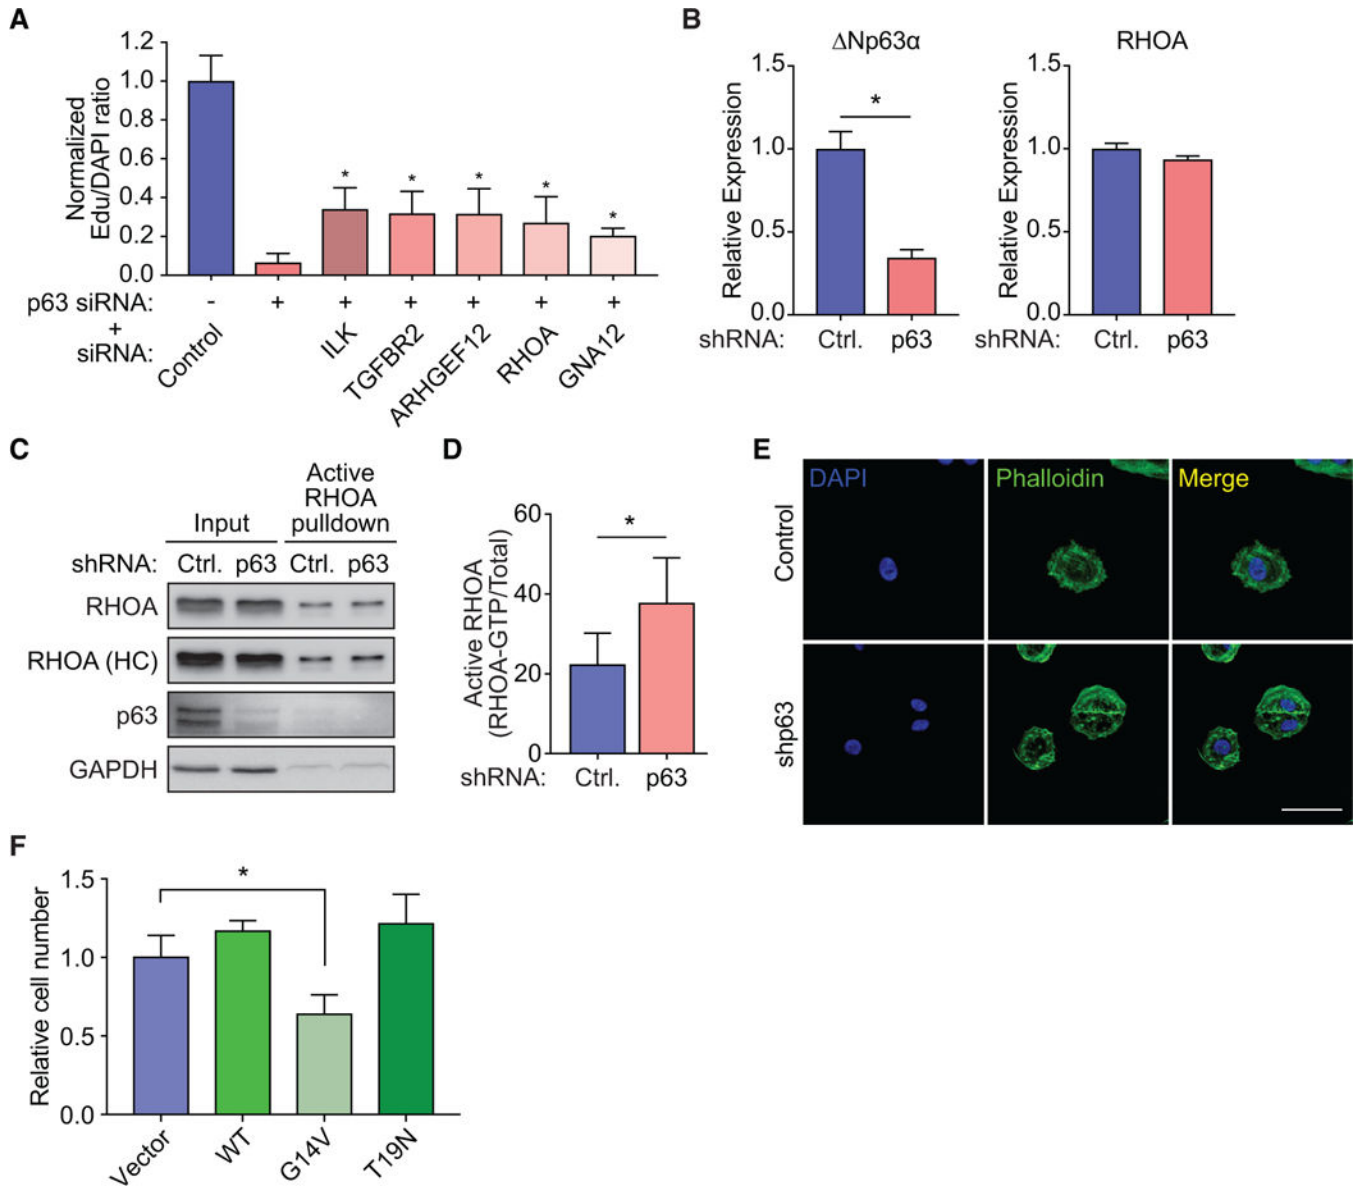 A
Normalized
Edu/DAPI ratio
1.2
1.0
0.8
0.6
0.4
0.2
0.0
* * * * *
p63 siRNA: - + + + + + +
+
siRNA:
Control
ILK
TGFBR2
ARHGEF12
RHOA
GNA12
B
ΔNp63α
Relative Expression
1.5
1.0
0.5
0.0
*
shRNA: Ctrl. p63
RHOA
Relative Expression
1.5
1.0
0.5
0.0
shRNA: Ctrl. p63
C
Active
RHOA
Input pulldown
shRNA: Ctrl. p63 Ctrl. p63
RHOA
RHOA (HC)
p63
GAPDH
D
Active RHOA
(RHOA-GTP/Total)
60
40
20
0
*
shRNA: Ctrl. p63
E
DAPI Phalloidin Merge
Control
shp63
F
Relative cell number
1.5
1.0
0.5
0.0
*
Vector
WT
G14V
T19N